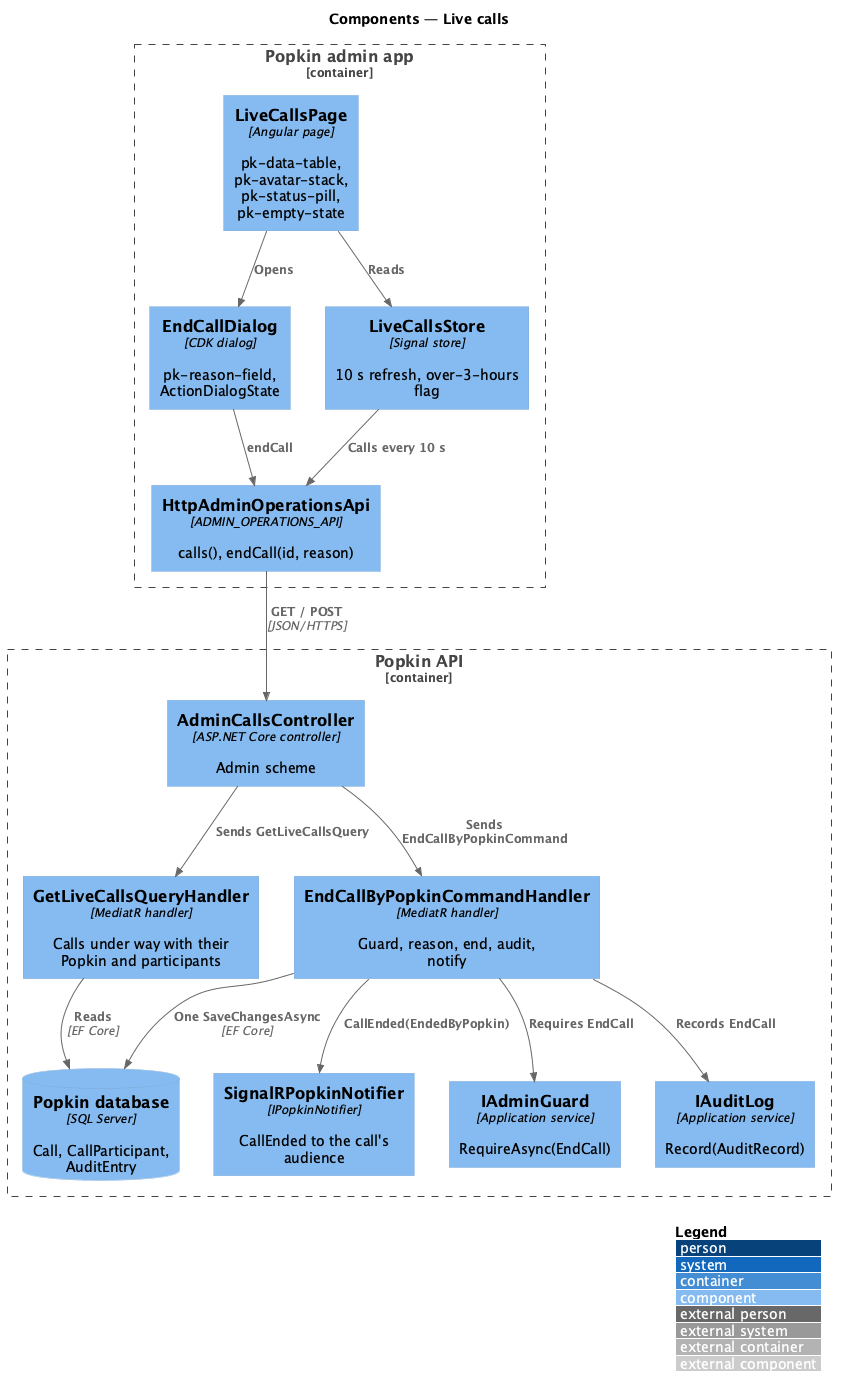 Components — Live calls
Popkin admin app
[container]
LiveCallsPage
[Angular page]
pk-data-table,
pk-avatar-stack,
pk-status-pill,
pk-empty-state
Opens
Reads
EndCallDialog
[CDK dialog]
pk-reason-field,
ActionDialogState
LiveCallsStore
[Signal store]
10 s refresh, over-3-hours
flag
endCall
Calls every 10 s
HttpAdminOperationsApi
[ADMIN_OPERATIONS_API]
calls(), endCall(id, reason)
GET / POST
[JSON/HTTPS]
Popkin API
[container]
AdminCallsController
[ASP.NET Core controller]
Admin scheme
Sends GetLiveCallsQuery
Sends
EndCallByPopkinCommand
GetLiveCallsQueryHandler
[MediatR handler]
Calls under way with their
Popkin and participants
EndCallByPopkinCommandHandler
[MediatR handler]
Guard, reason, end, audit,
notify
Reads
[EF Core]
One SaveChangesAsync
[EF Core]
CallEnded(EndedByPopkin)
Requires EndCall
Records EndCall
Popkin database
[SQL Server]
Call, CallParticipant,
AuditEntry
SignalRPopkinNotifier
[IPopkinNotifier]
CallEnded to the call's
audience
IAdminGuard
[Application service]
RequireAsync(EndCall)
IAuditLog
[Application service]
Record(AuditRecord)
Legend
person
system
container
component
external person
external system
external container
external component